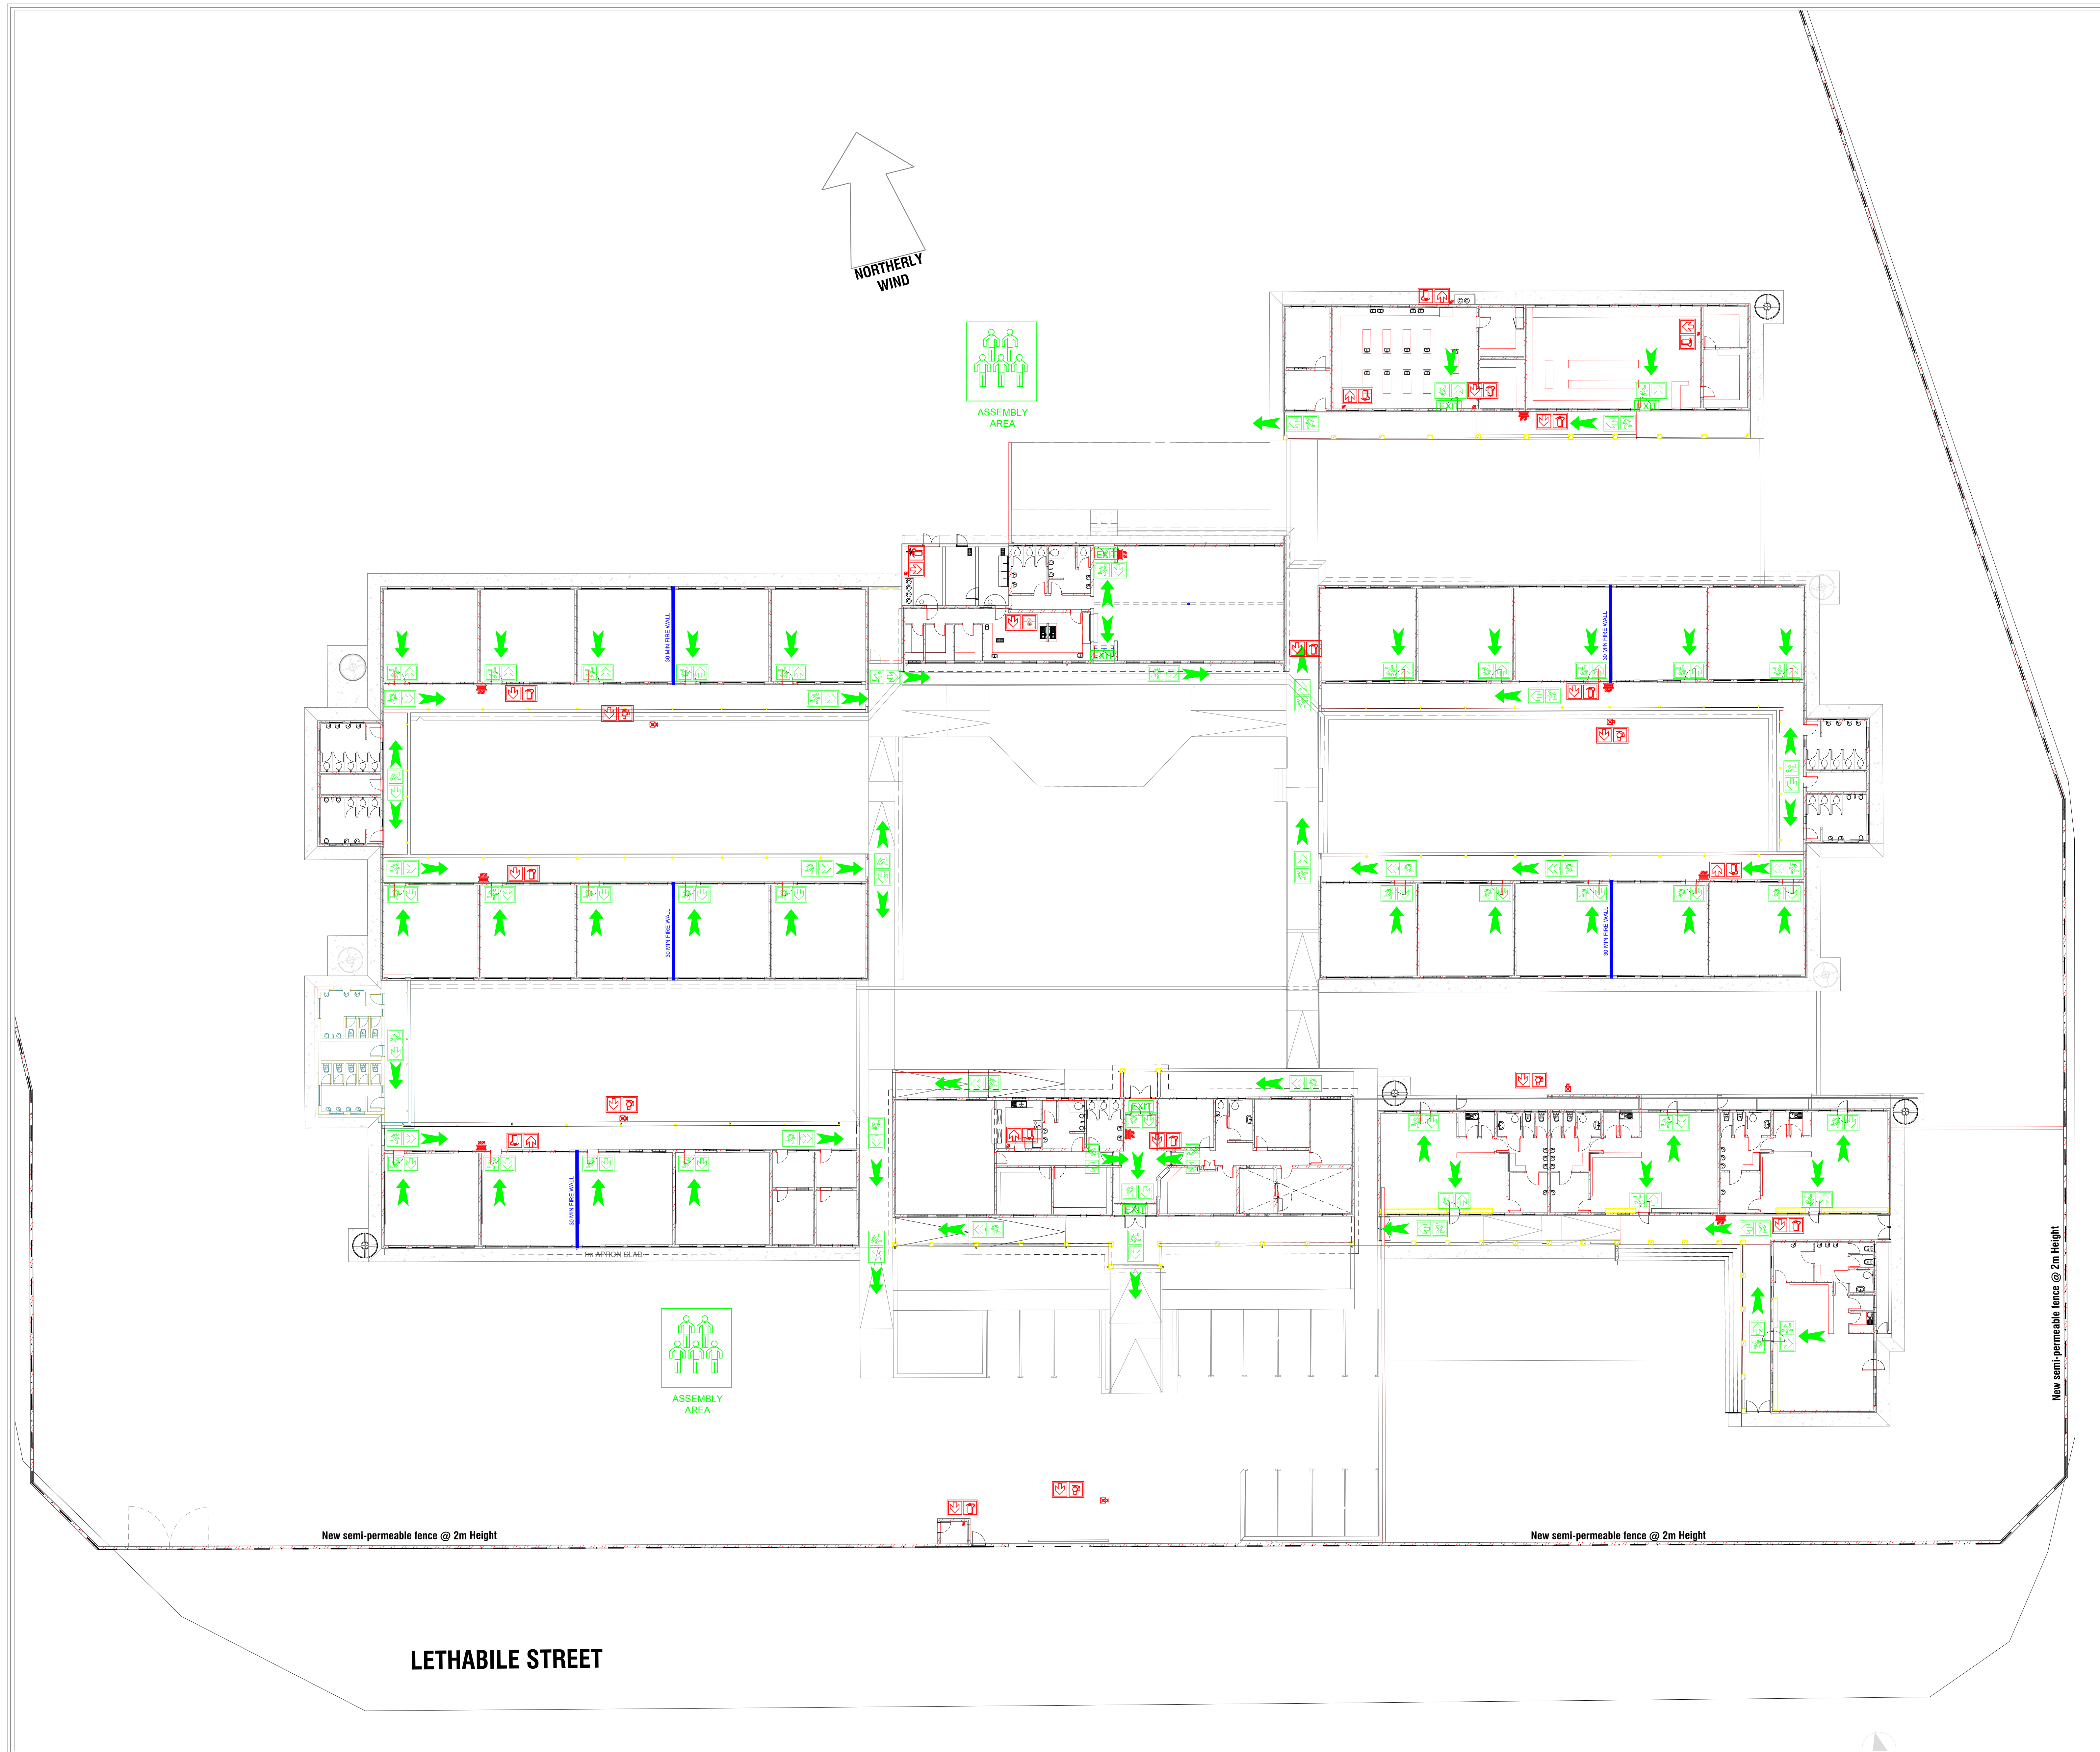 NORTHERLY
WIND
ASSEMBLY
AREA
EXIT
EXIT
EXIT
EXIT
30 MIN FIRE WALL
30 MIN FIRE WALL
30 MIN FIRE WALL
30 MIN FIRE WALL
EXIT
30 MIN FIRE WALL
EXIT
1m APRON SLAB
ASSEMBLY
AREA
New semi-permeable fence @ 2m Height
New semi-permeable fence @ 2m Height
New semi-permeable fence @ 2m Height
LETHABILE STREET